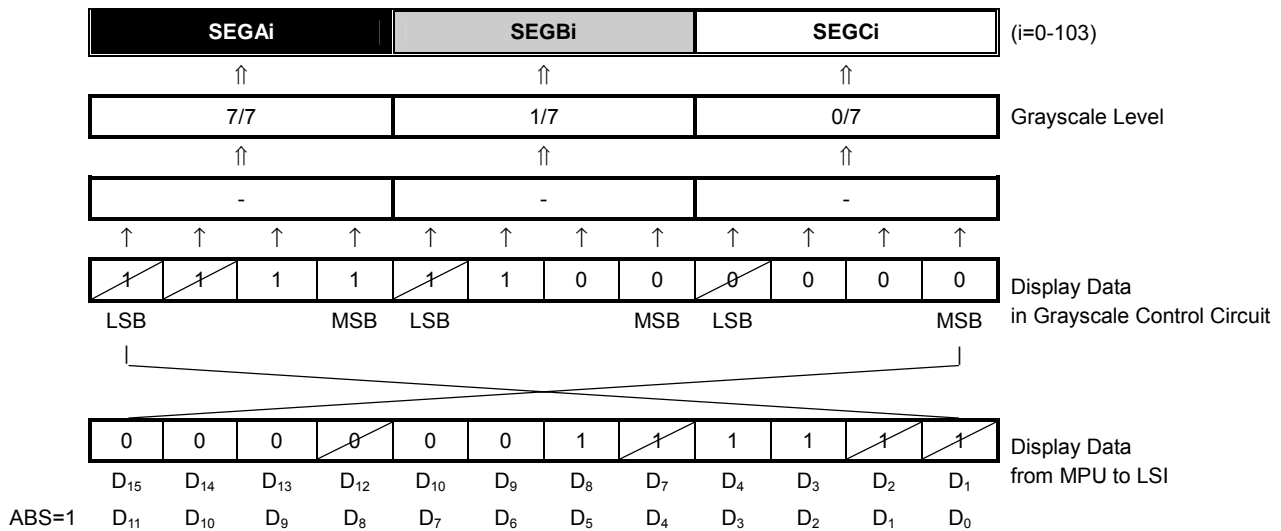 SEGAi SEGBi SEGCi (i=0-103)
⇑ ⇑ ⇑
7/7 1/7 0/7 Grayscale Level
⇑ ⇑ ⇑
- - -
↑ ↑ ↑ ↑ ↑ ↑ ↑ ↑ ↑ ↑ ↑ ↑
1 1 1 1 1 1 0 0 0 0 0 0 Display Data
in Grayscale Control Circuit
LSB MSB LSB MSB LSB MSB
0 0 0 0 0 0 1 1 1 1 1 1 Display Data
from MPU to LSI
D₁₅ D₁₄ D₁₃ D₁₂ D₁₀ D₉ D₈ D₇ D₄ D₃ D₂ D₁
ABS=1 D₁₁ D₁₀ D₉ D₈ D₇ D₆ D₅ D₄ D₃ D₂ D₁ D₀